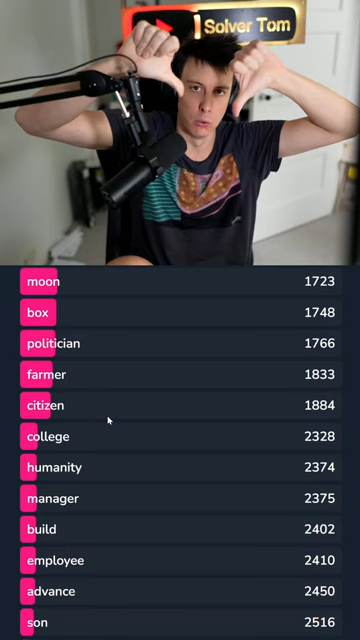 Solver Tom
moon 1723
box 1748
politician 1766
farmer 1833
citizen 1884
college 2328
humanity 2374
manager 2375
build 2402
employee 2410
advance 2450
son 2516